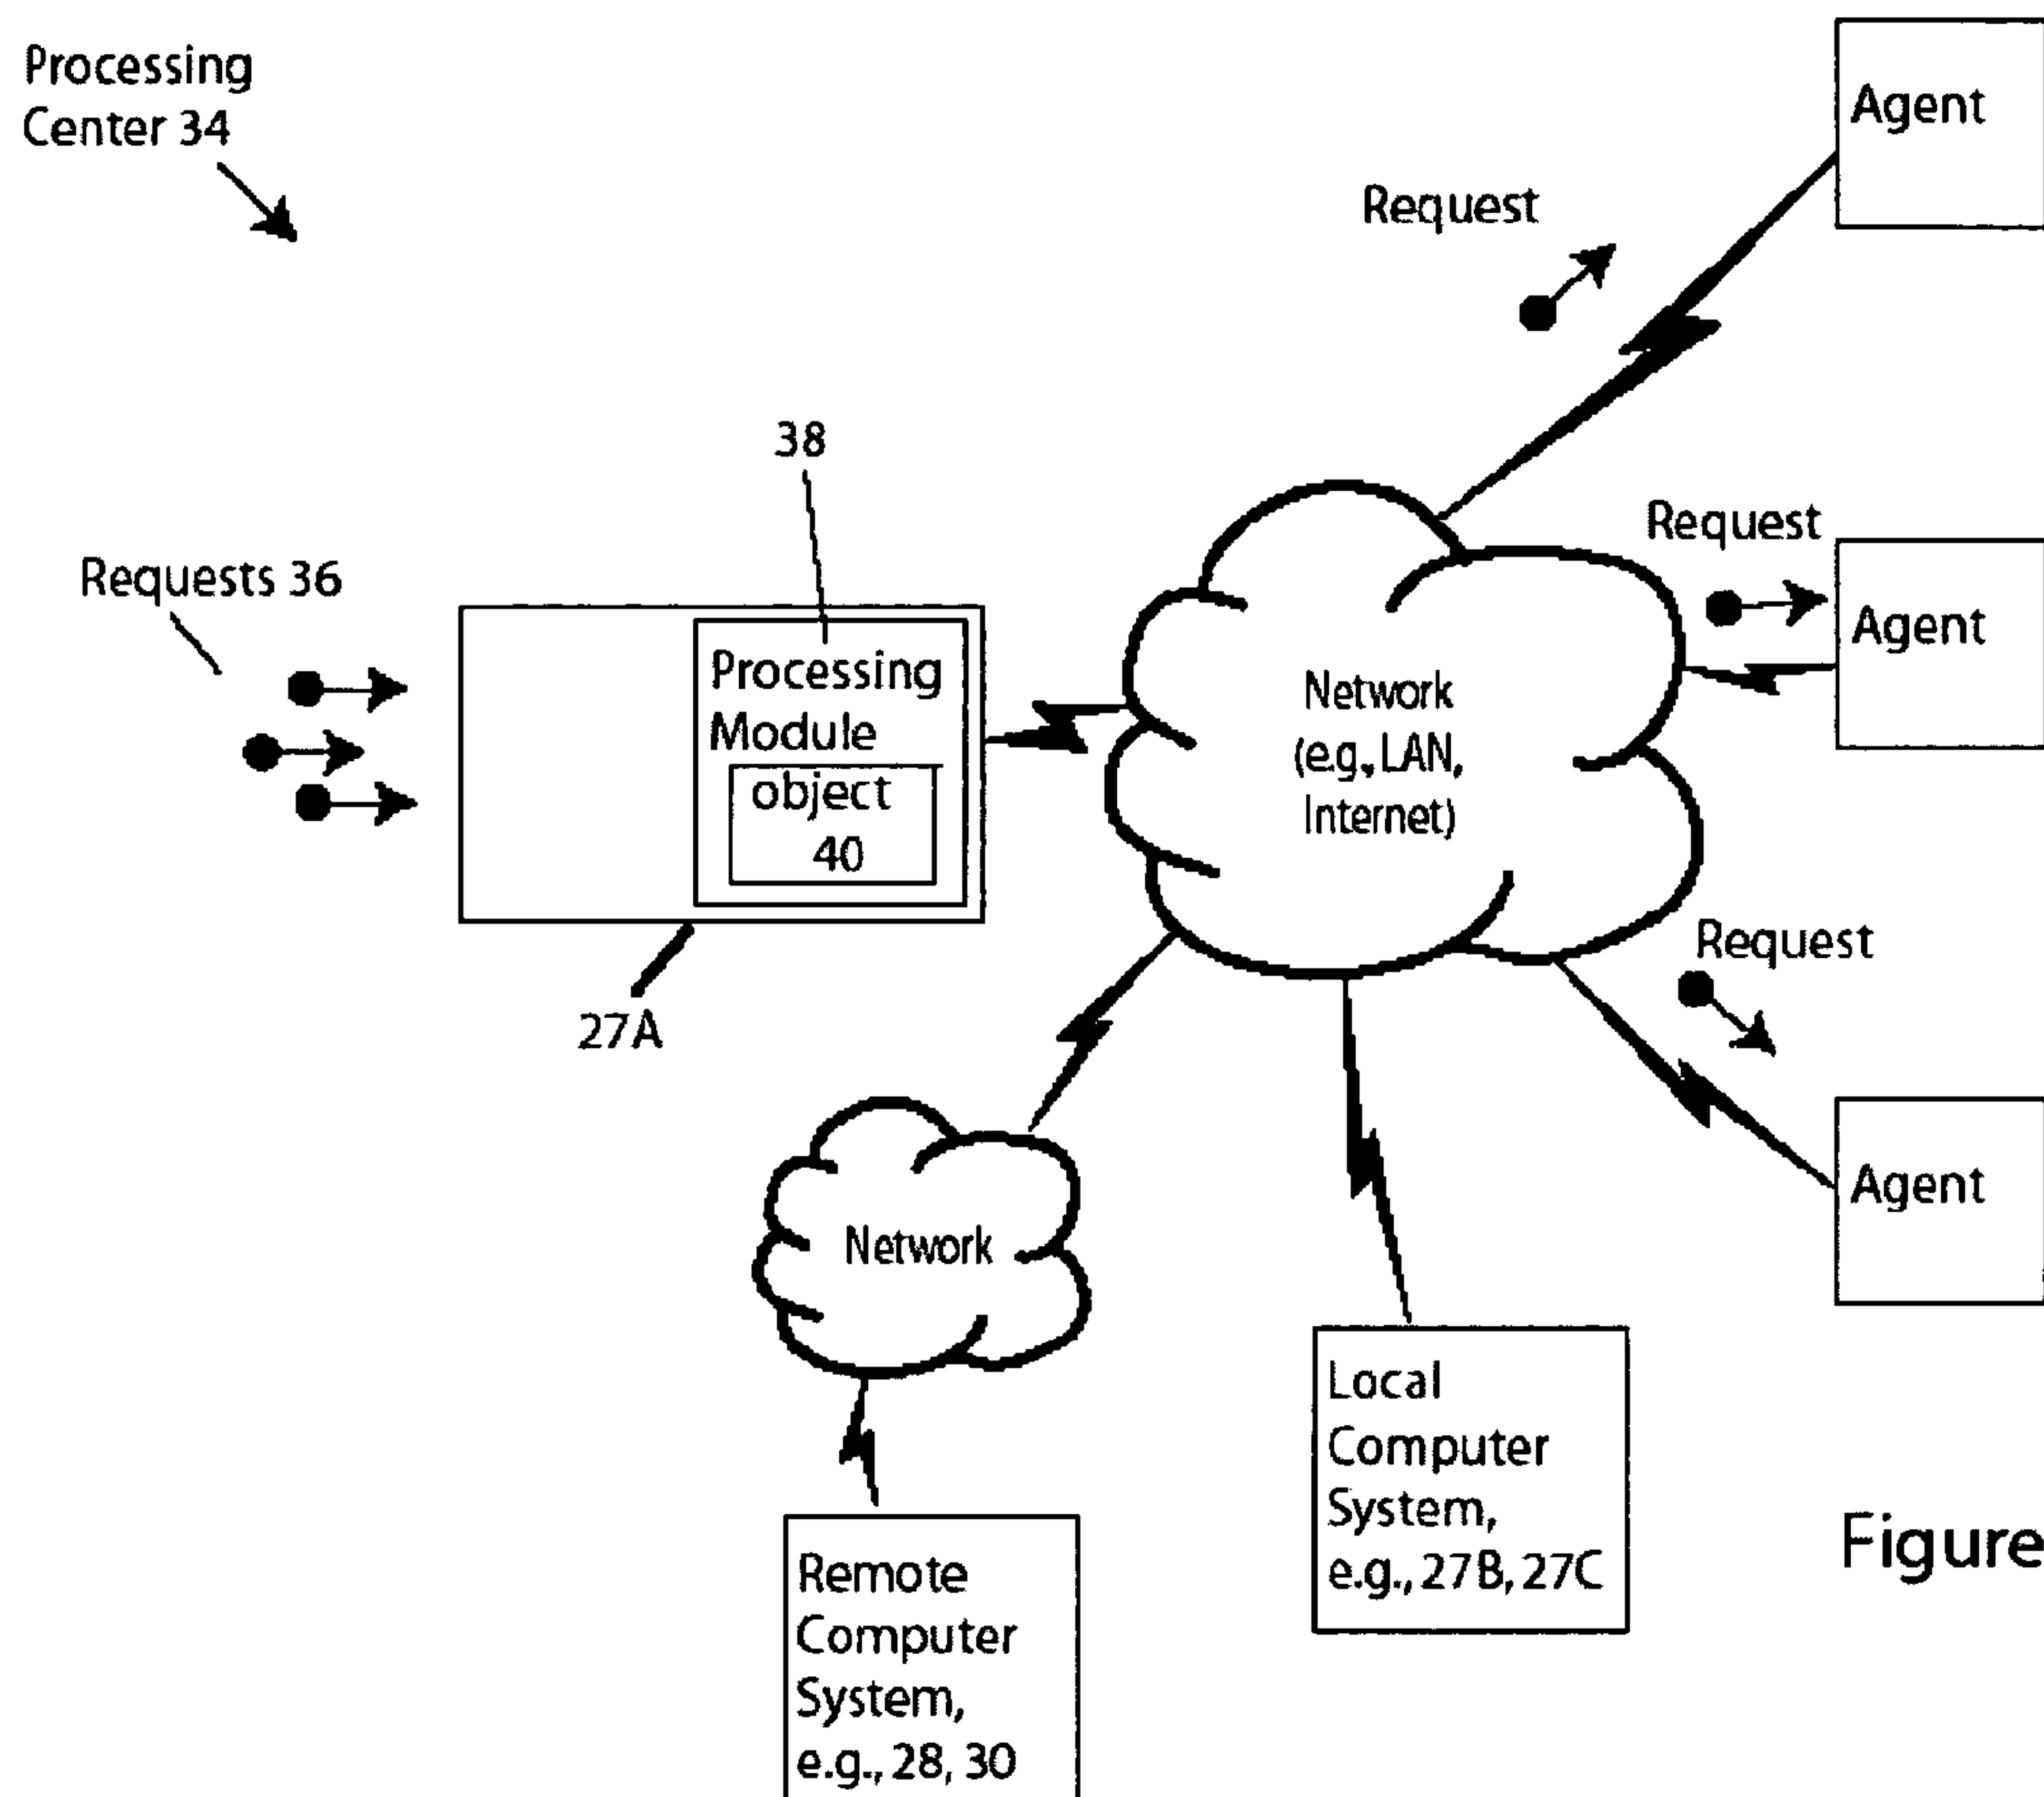 Processing
Center 34
Agent
Request
38
Request
Requests 36
Agent
Processing
Module
object
40
Network
(e.g., LAN,
Internet)
Request
27A
Agent
Network
Local
Computer
System,
e.g., 27B, 27C
Figure
Remote
Computer
System,
e.g., 28, 30